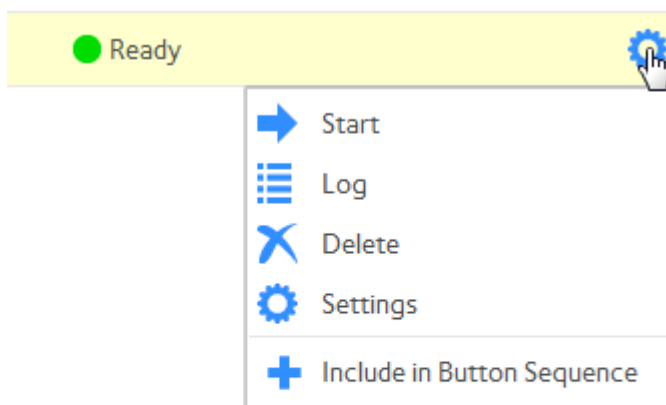 Ready
Start
Log
Delete
Settings
Include in Button Sequence